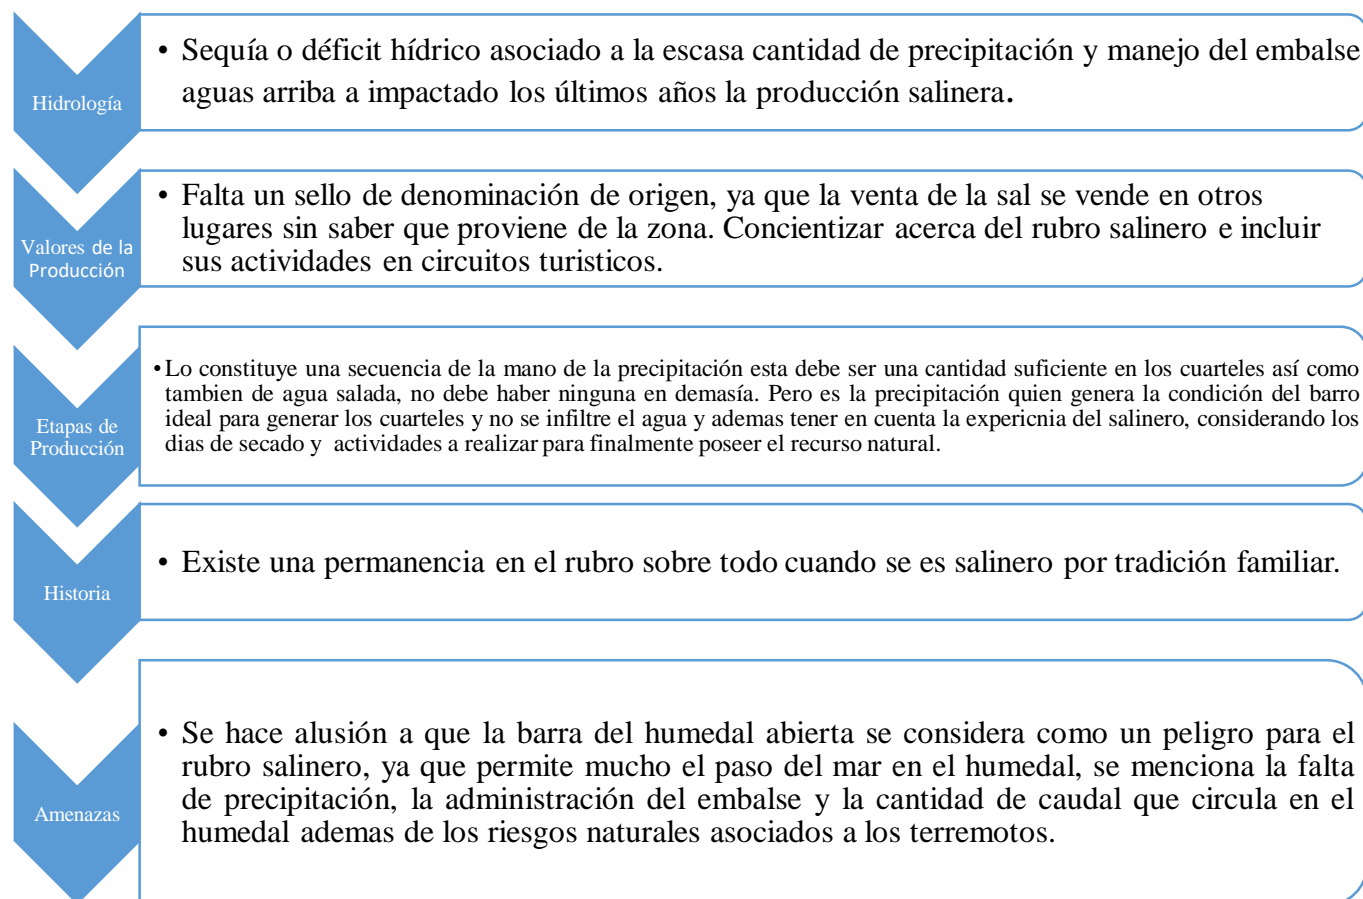 Hidrología
• Sequía o déficit hídrico asociado a la escasa cantidad de precipitación y manejo del embalse
aguas arriba a impactado los últimos años la producción salinera.
Valores de la
Producción
• Falta un sello de denominación de origen, ya que la venta de la sal se vende en otros
lugares sin saber que proviene de la zona. Concientizar acerca del rubro salinero e incluir
sus actividades en circuitos turisticos.
Etapas de
Producción
• Lo constituye una secuencia de la mano de la precipitación esta debe ser una cantidad suficiente en los cuarteles así como
tambien de agua salada, no debe haber ninguna en demasía. Pero es la precipitación quien genera la condición del barro
ideal para generar los cuarteles y no se infiltre el agua y ademas tener en cuenta la expericnia del salinero, considerando los
dias de secado y actividades a realizar para finalmente poseer el recurso natural.
Historia
• Existe una permanencia en el rubro sobre todo cuando se es salinero por tradición familiar.
Amenazas
• Se hace alusión a que la barra del humedal abierta se considera como un peligro para el
rubro salinero, ya que permite mucho el paso del mar en el humedal, se menciona la falta
de precipitación, la administración del embalse y la cantidad de caudal que circula en el
humedal ademas de los riesgos naturales asociados a los terremotos.